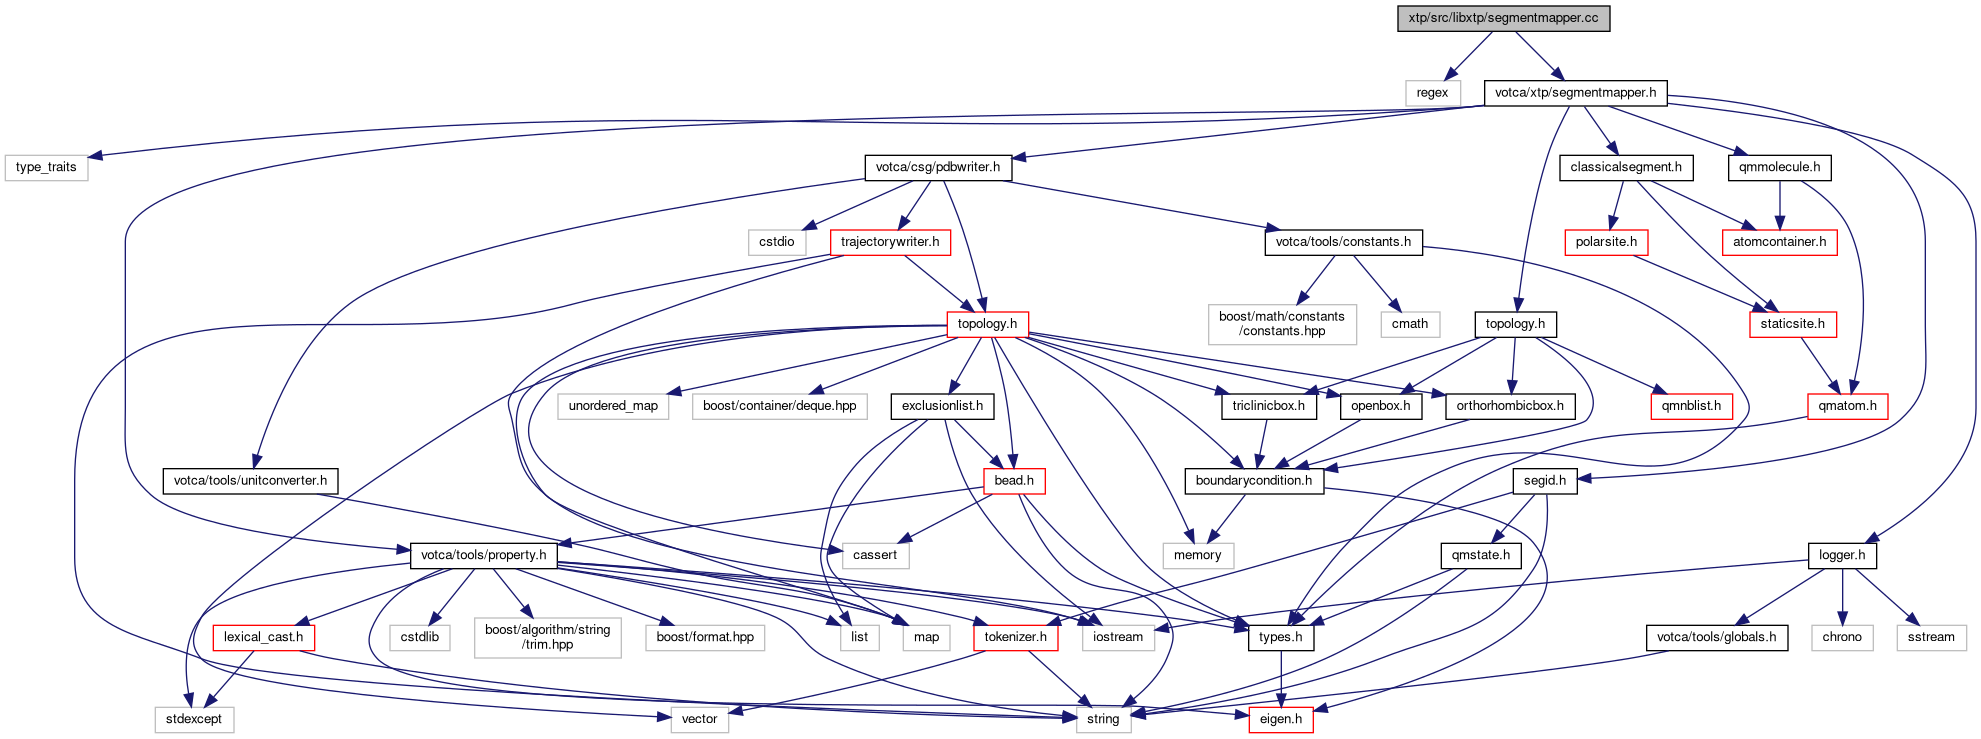 xtp/src/libxtp/segmentmapper.cc
regex
votca/xtp/segmentmapper.h
type_traits
votca/csg/pdbwriter.h
classicalsegment.h
qmmolecule.h
cstdio
trajectorywriter.h
votca/tools/constants.h
polarsite.h
atomcontainer.h
topology.h
boost/math/constants
/constants.hpp
cmath
topology.h
staticsite.h
unordered_map
boost/container/deque.hpp
exclusionlist.h
triclinicbox.h
openbox.h
orthorhombicbox.h
qmnblist.h
qmatom.h
votca/tools/unitconverter.h
bead.h
boundarycondition.h
segid.h
votca/tools/property.h
cassert
memory
qmstate.h
logger.h
lexical_cast.h
cstdlib
boost/algorithm/string
/trim.hpp
boost/format.hpp
list
map
tokenizer.h
iostream
types.h
votca/tools/globals.h
chrono
sstream
stdexcept
vector
string
eigen.h